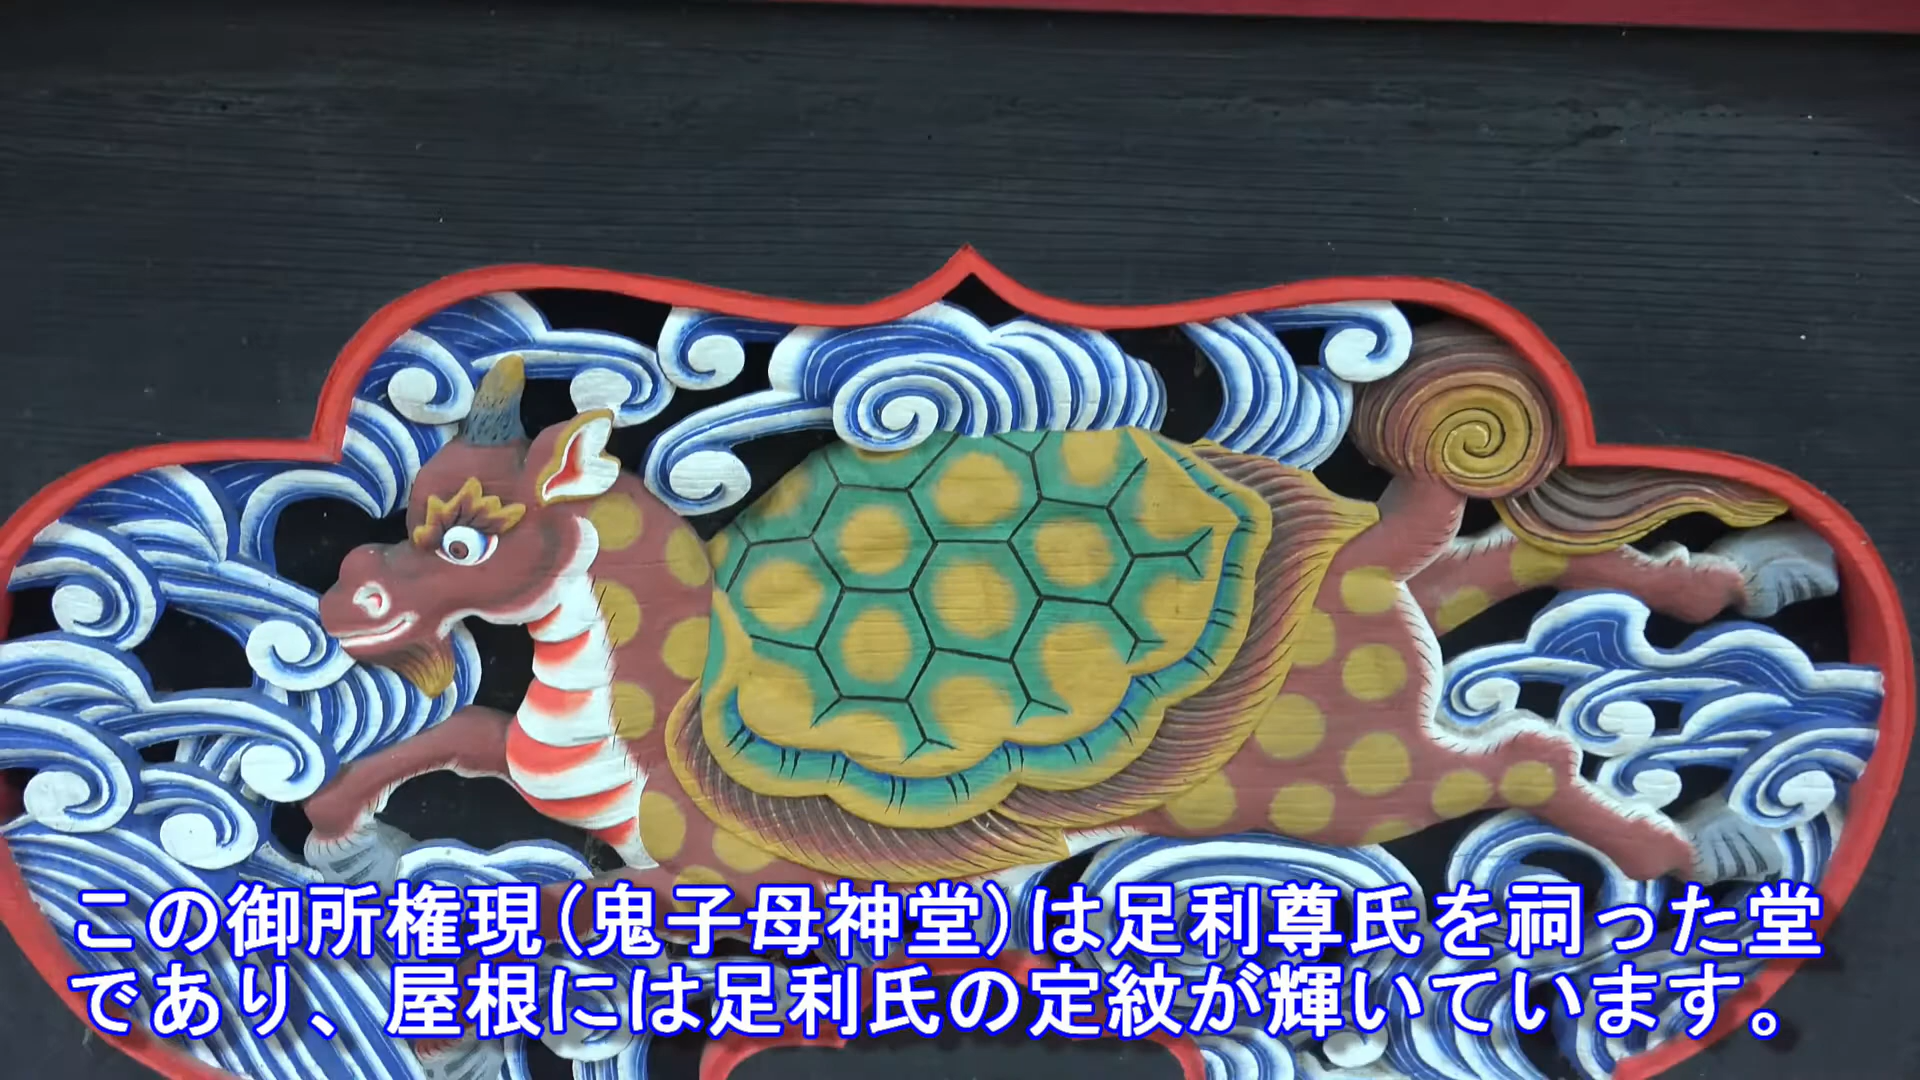 この御所権現(鬼子母神堂)は足利尊氏を祠った堂
であり、屋根には足利氏の定紋が輝いています。